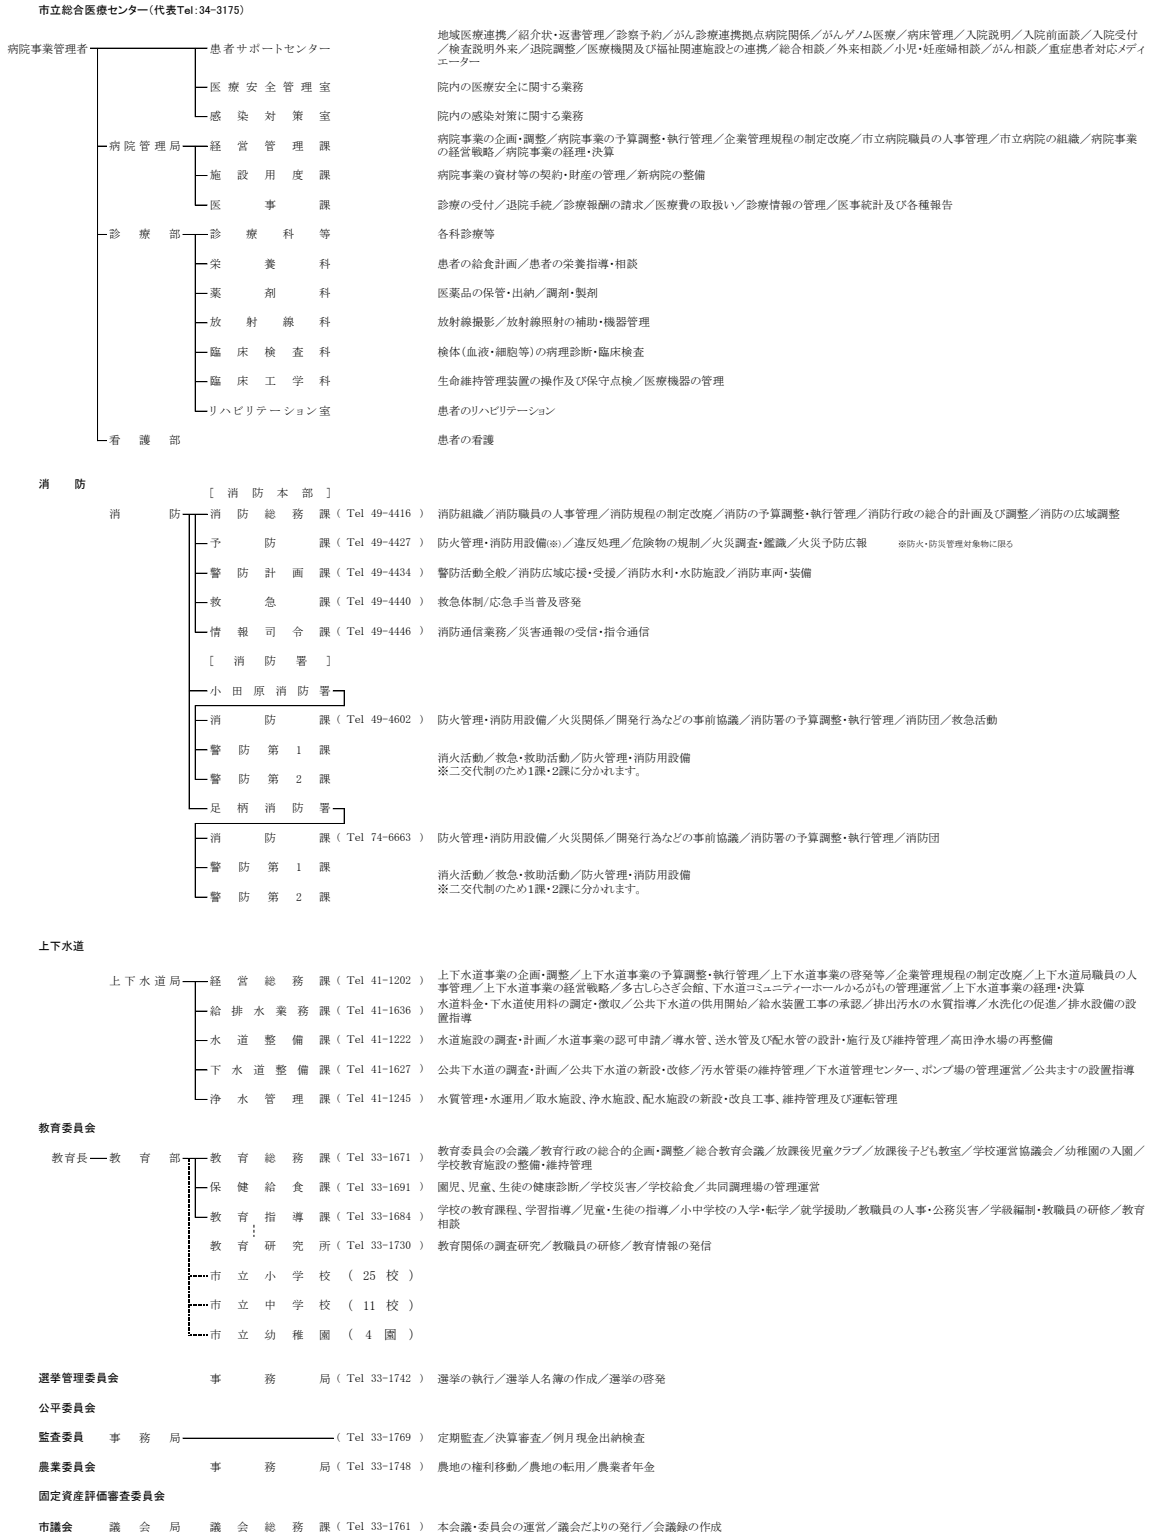 市立総合医療センター（代表Tel：34-3175）
病院事業管理者 患者サポートセンター 地域医療連携／紹介状・返書管理／診察予約／がん診療連携拠点病院関係／がんゲノム医療／病床管理／入院説明／入院前面談／入院受付
／検査説明外来／退院調整／医療機関及び福祉関連施設との連携／総合相談／外来相談／小児・妊産婦相談／がん相談／重症患者対応メディ
エーター
医療安全管理室 院内の医療安全に関する業務
感染対策室 院内の感染対策に関する業務
病院管理局 経営管理課 病院事業の企画・調整／病院事業の予算調整・執行管理／企業管理規程の制定改廃／市立病院職員の人事管理／市立病院の組織／病院事業
の経営戦略／病院事業の経理・決算
施設用度課 病院事業の資材等の契約・財産の管理／新病院の整備
医事課 診療の受付／退院手続／診療報酬の請求／医療費の取扱い／診療情報の管理／医事統計及び各種報告
診療部 診療科等 各科診療等
栄養科 患者の給食計画／患者の栄養指導・相談
薬剤科 医薬品の保管・出納／調剤・製剤
放射線科 放射線撮影／放射線照射の補助・機器管理
臨床検査科 検体（血液・細胞等）の病理診断・臨床検査
臨床工学科 生命維持管理装置の操作及び保守点検／医療機器の管理
リハビリテーション室 患者のリハビリテーション
看護部 患者の看護
消防
［消防本部］
消防 消防総務課（Tel 49-4416） 消防組織／消防職員の人事管理／消防規程の制定改廃／消防の予算調整・執行管理／消防行政の総合的計画及び調整／消防の広域調整
予防課（Tel 49-4427） 防火管理・消防用設備(※)／違反処理／危険物の規制／火災調査・鑑識／火災予防広報 ※防火・防災管理対象物に限る
警防計画課（Tel 49-4434） 警防活動全般／消防広域応援・受援／消防水利・水防施設／消防車両・装備
救急課（Tel 49-4440） 救急体制/応急手当普及啓発
情報司令課（Tel 49-4446） 消防通信業務／災害通報の受信・指令通信
［消防署］
小田原消防署
消防課（Tel 49-4602） 防火管理・消防用設備／火災関係／開発行為などの事前協議／消防署の予算調整・執行管理／消防団／救急活動
警防第1課
消火活動／救急・救助活動／防火管理・消防用設備
※二交代制のため1課・2課に分かれます。
警防第2課
足柄消防署
消防課（Tel 74-6663） 防火管理・消防用設備／火災関係／開発行為などの事前協議／消防署の予算調整・執行管理／消防団
警防第1課
消火活動／救急・救助活動／防火管理・消防用設備
※二交代制のため1課・2課に分かれます。
警防第2課
上下水道
上下水道局 経営総務課（Tel 41-1202） 上下水道事業の企画・調整／上下水道事業の予算調整・執行管理／上下水道事業の啓発等／企業管理規程の制定改廃／上下水道局職員の人
事管理／上下水道事業の経営戦略／多古しらさぎ会館、下水道コミュニティーホールかるがもの管理運営／上下水道事業の経理・決算
給排水業務課（Tel 41-1636） 水道料金・下水道使用料の調定・徴収／公共下水道の供用開始／給水装置工事の承認／排出汚水の水質指導／水洗化の促進／排水設備の設
置指導
水道整備課（Tel 41-1222） 水道施設の調査・計画／水道事業の認可申請／導水管、送水管及び配水管の設計・施行及び維持管理／高田浄水場の再整備
下水道整備課（Tel 41-1627） 公共下水道の調査・計画／公共下水道の新設・改修／汚水管渠の維持管理／下水道管理センター、ポンプ場の管理運営／公共ますの設置指導
浄水管理課（Tel 41-1245） 水質管理・水運用／取水施設、浄水施設、配水施設の新設・改良工事、維持管理及び運転管理
教育委員会
教育長 教育部 教育総務課（Tel 33-1671） 教育委員会の会議／教育行政の総合的企画・調整／総合教育会議／放課後児童クラブ／放課後子ども教室／学校運営協議会／幼稚園の入園／
学校教育施設の整備・維持管理
保健給食課（Tel 33-1691） 園児、児童、生徒の健康診断／学校災害／学校給食／共同調理場の管理運営
教育指導課（Tel 33-1684） 学校の教育課程、学習指導／児童・生徒の指導／小中学校の入学・転学／就学援助／教職員の人事・公務災害／学級編制・教職員の研修／教育
相談
教育研究所（Tel 33-1730） 教育関係の調査研究／教職員の研修／教育情報の発信
市立小学校（25校）
市立中学校（11校）
市立幼稚園（4園）
選挙管理委員会 事務局（Tel 33-1742） 選挙の執行／選挙人名簿の作成／選挙の啓発
公平委員会
監査委員 事務局（Tel 33-1769） 定期監査／決算審査／例月現金出納検査
農業委員会 事務局（Tel 33-1748） 農地の権利移動／農地の転用／農業者年金
固定資産評価審査委員会
市議会 議会局 議会総務課（Tel 33-1761） 本会議・委員会の運営／議会だよりの発行／会議録の作成